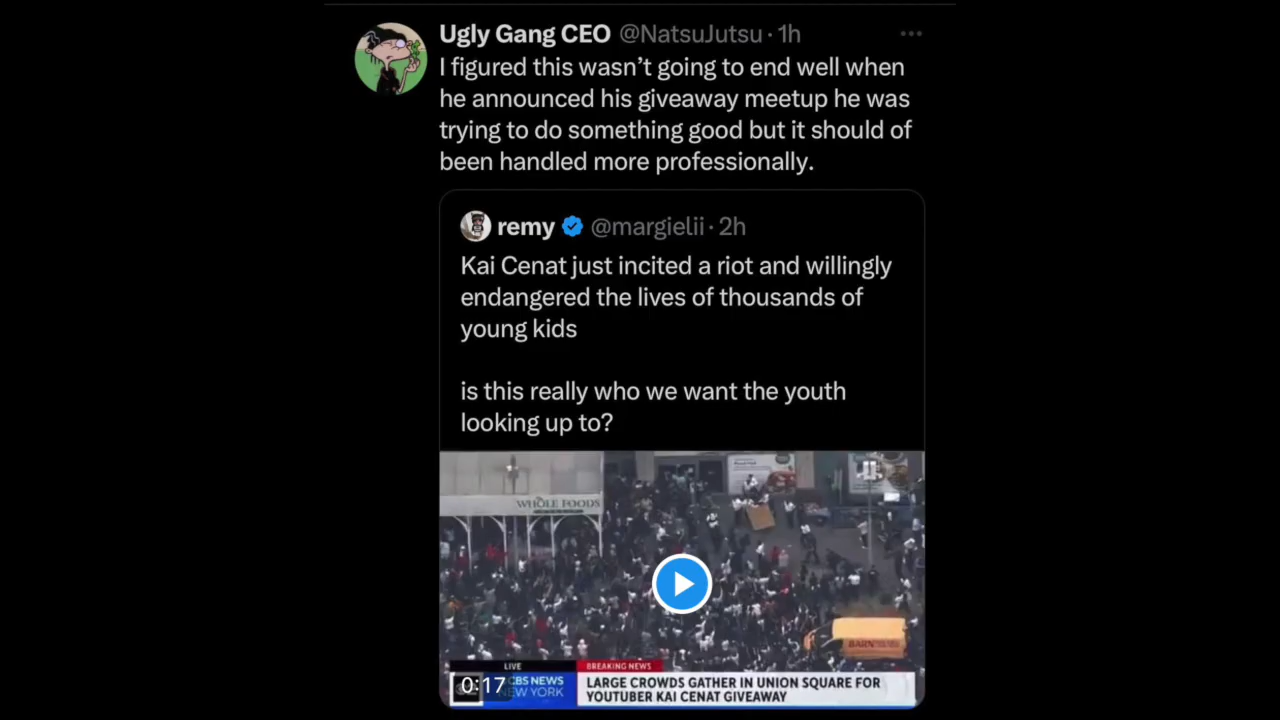 Ugly Gang CEO @NatsuJutsu · 1h
I figured this wasn’t going to end well when
he announced his giveaway meetup he was
trying to do something good but it should of
been handled more professionally.
remy @margielii · 2h
Kai Cenat just incited a riot and willingly
endangered the lives of thousands of
young kids
is this really who we want the youth
looking up to?
WHOLE FOODS
LIVE
BREAKING NEWS
0:17
CBS NEWS
NEW YORK
LARGE CROWDS GATHER IN UNION SQUARE FOR
YOUTUBER KAI CENAT GIVEAWAY